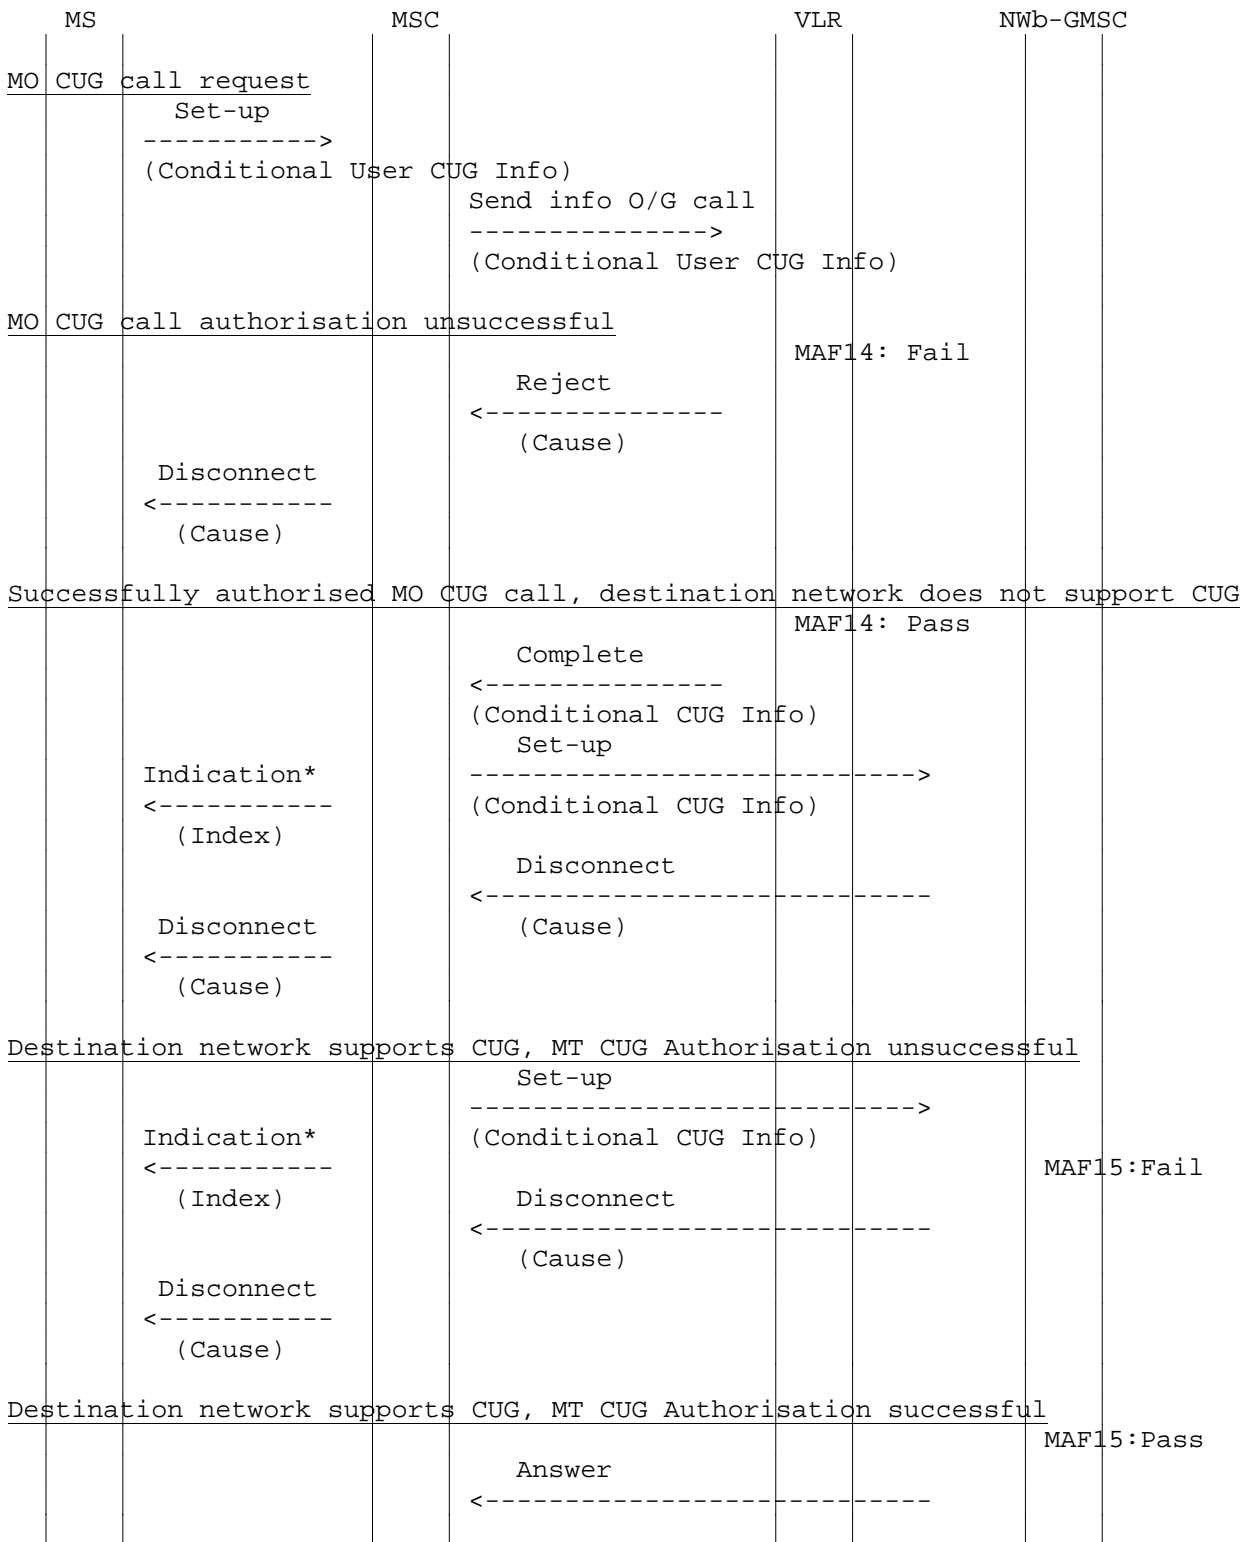 MS MSC VLR NWb-GMSC
MO CUG call request
Set-up
----------->
(Conditional User CUG Info)
Send info O/G call
--------------->
(Conditional User CUG Info)
MO CUG call authorisation unsuccessful
MAF14: Fail
Reject
<---------------
(Cause)
Disconnect
<-----------
(Cause)
Successfully authorised MO CUG call, destination network does not support CUG
MAF14: Pass
Complete
<---------------
(Conditional CUG Info)
Set-up
Indication* ---------------------------->
<----------- (Conditional CUG Info)
(Index)
Disconnect
<----------------------------
Disconnect (Cause)
<-----------
(Cause)
Destination network supports CUG, MT CUG Authorisation unsuccessful
Set-up
---------------------------->
Indication* (Conditional CUG Info)
<----------- MAF15:Fail
(Index) Disconnect
<----------------------------
(Cause)
Disconnect
<-----------
(Cause)
Destination network supports CUG, MT CUG Authorisation successful
MAF15:Pass
Answer
<----------------------------